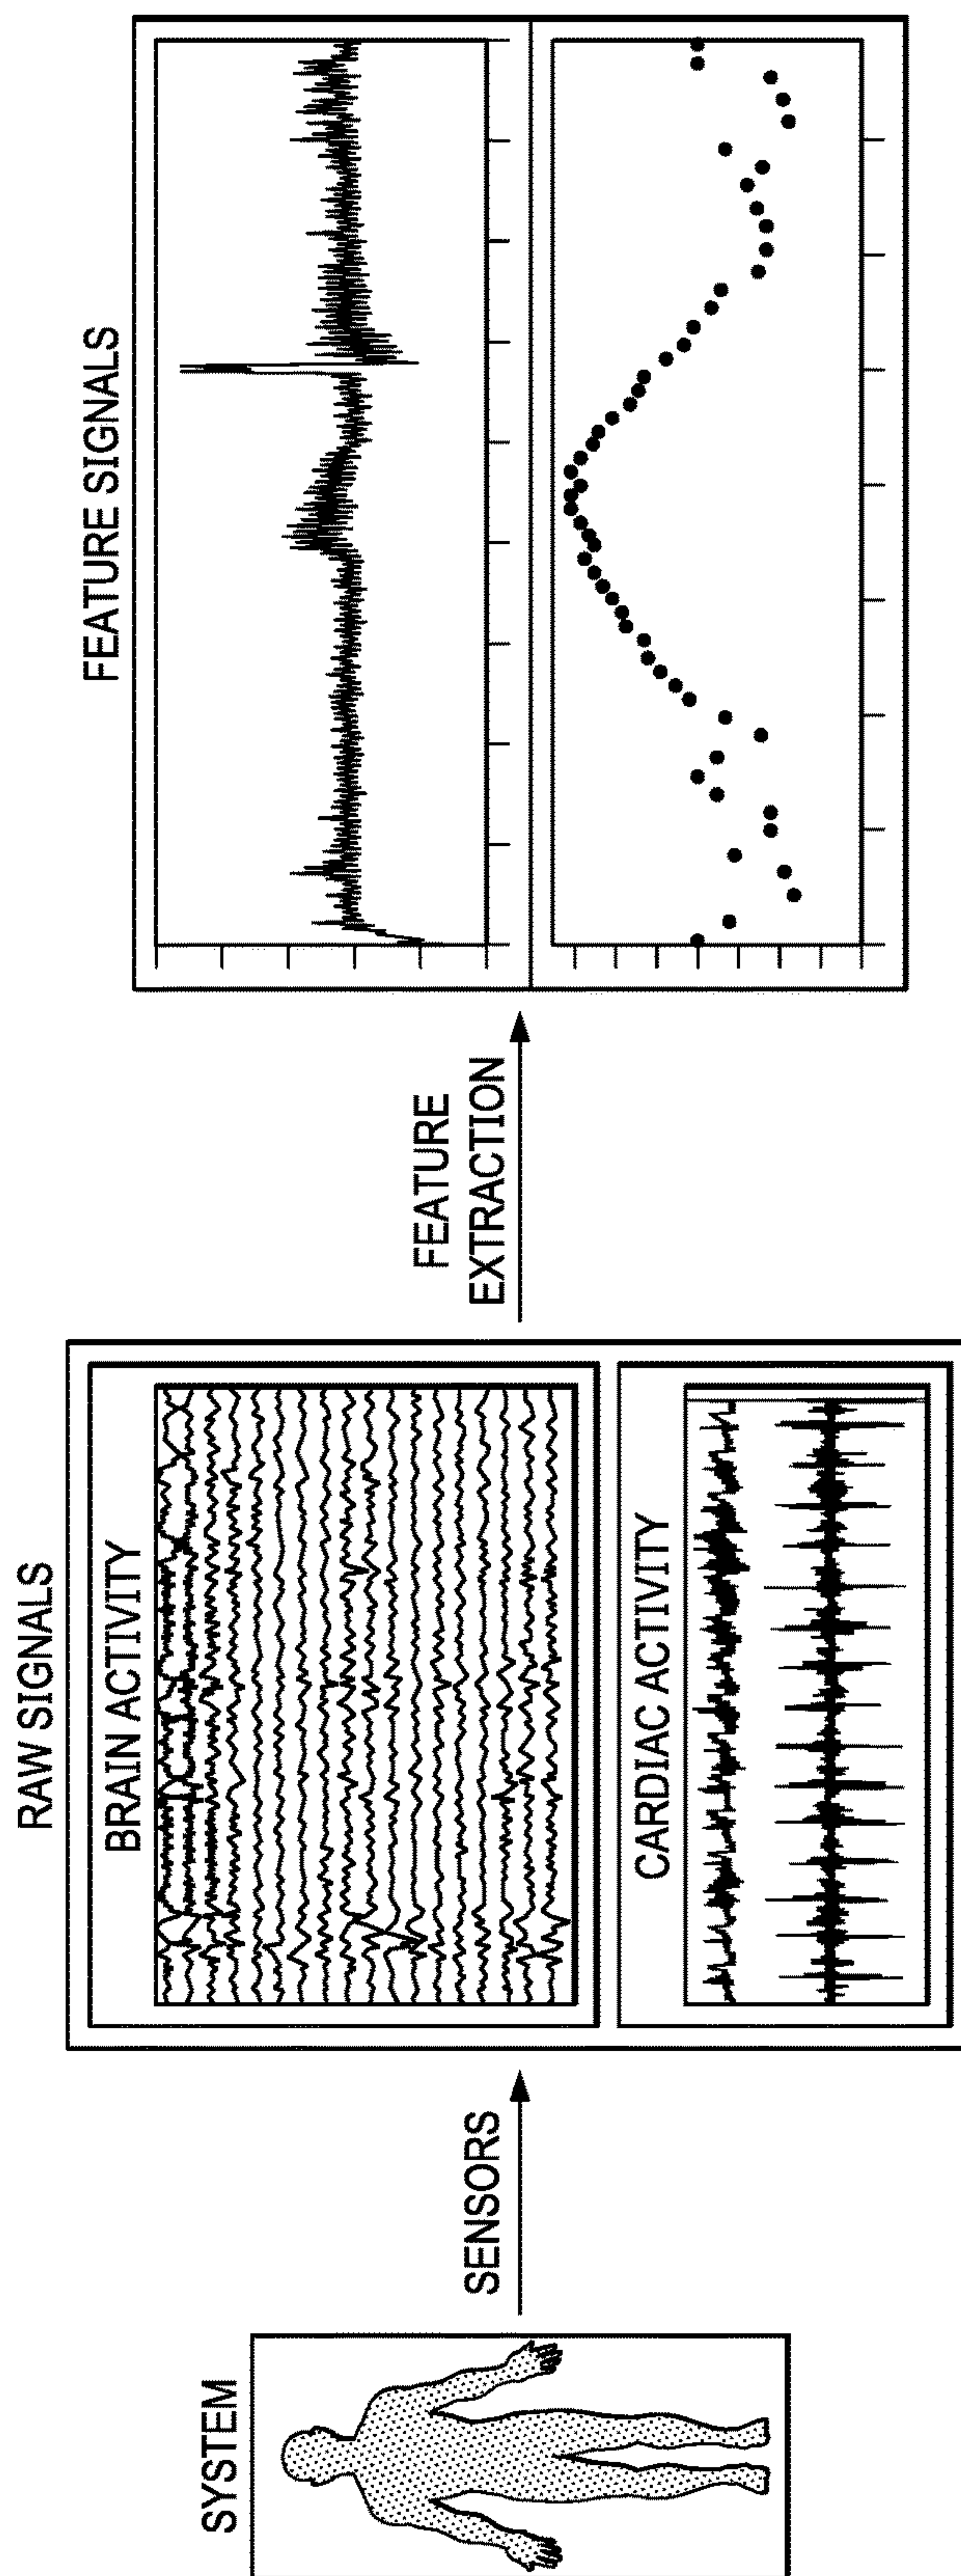 SYSTEM
SENSORS
RAW SIGNALS
BRAIN ACTIVITY
CARDIAC ACTIVITY
FEATURE
EXTRACTION
FEATURE SIGNALS